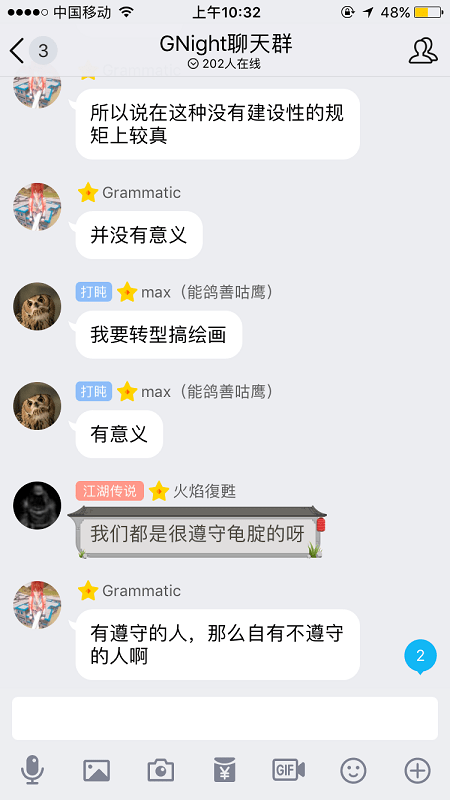 中国移动 上午10:32 48%
3 GNight聊天群
202人在线
Grammatic
所以说在这种没有建设性的规
矩上较真
Grammatic
并没有意义
打盹 max（能鸽善咕鹰）
我要转型搞绘画
打盹 max（能鸽善咕鹰）
有意义
江湖传说 火焰復甦
我们都是很遵守龟腚的呀
Grammatic
有遵守的人，那么自有不遵守
的人啊
2
¥ GIF